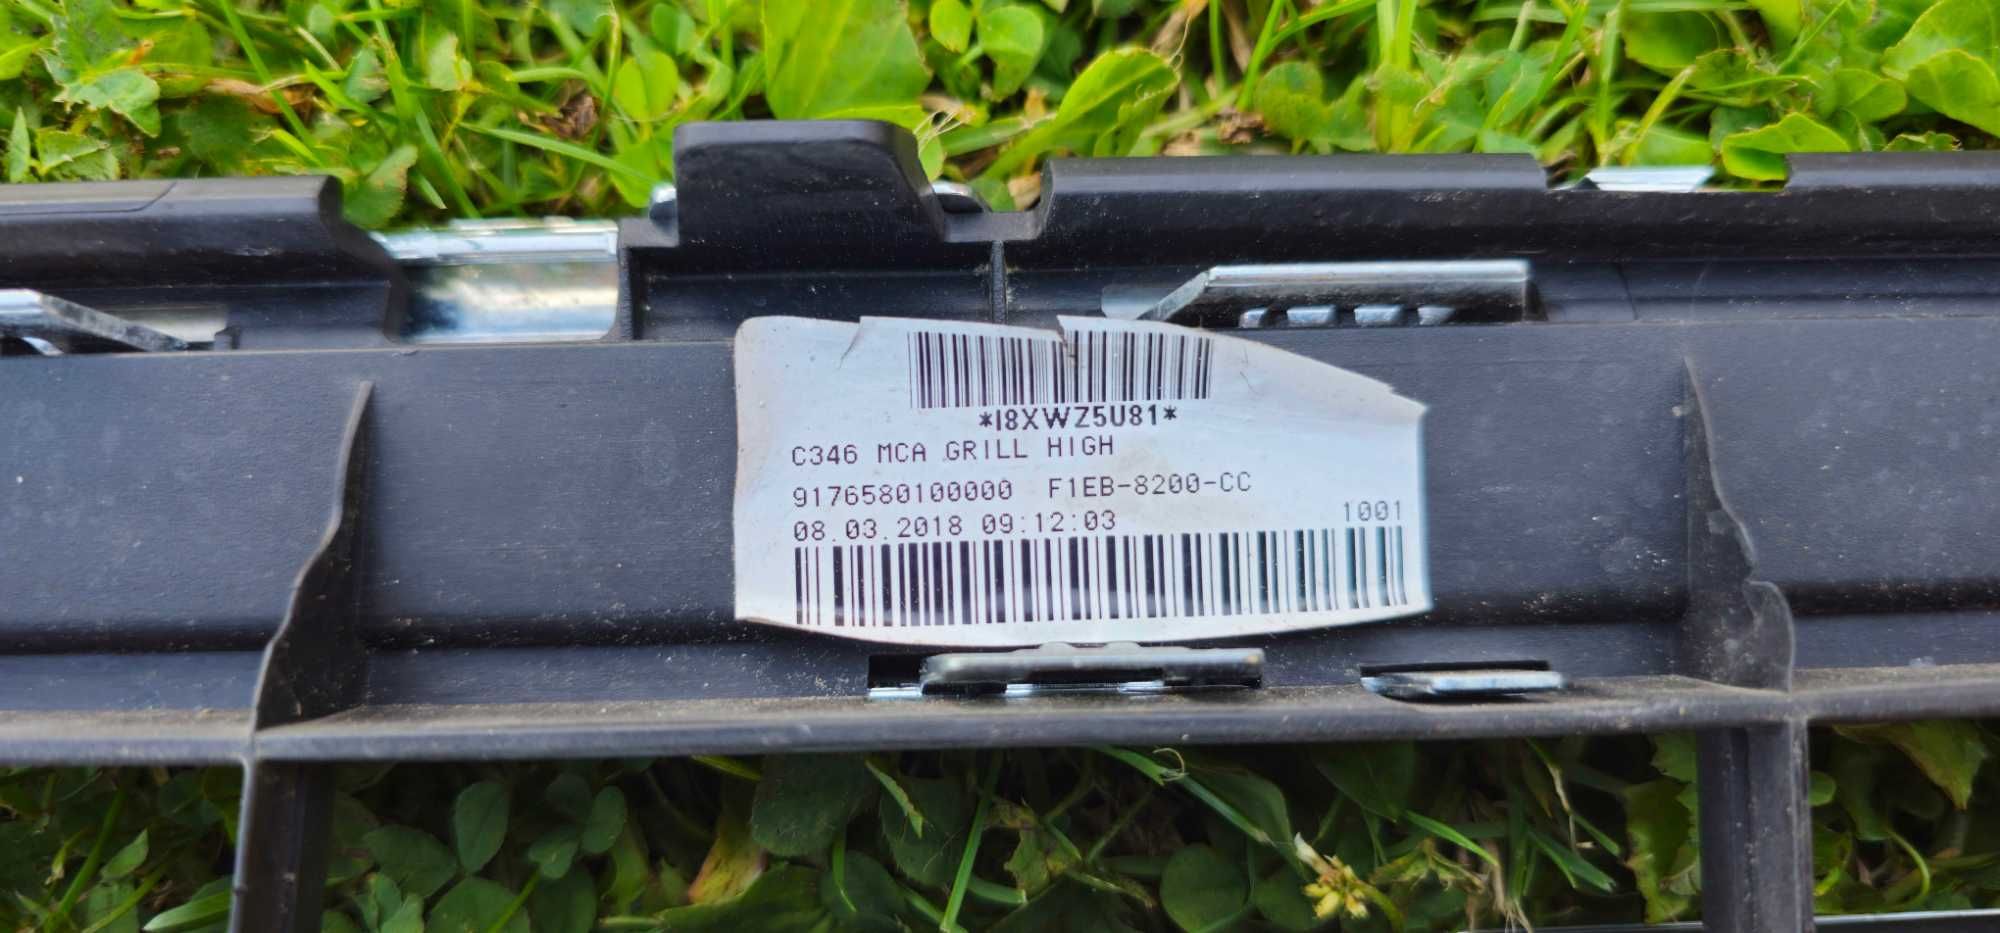 *I8XWZ5U81*
C346 MCA GRILL HIGH
9176580100000 F1EB-8200-CC
08.03.2018 09:12:03 1001